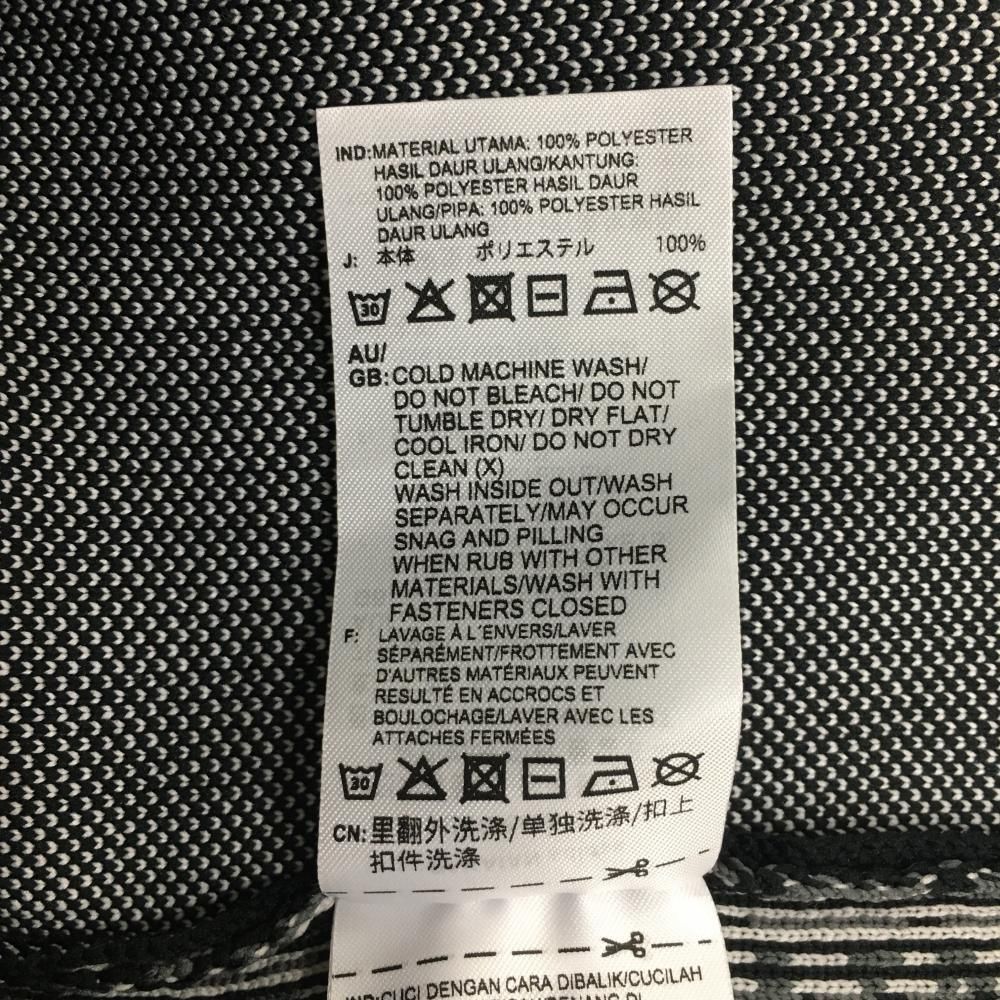 IND:MATERIAL UTAMA: 100% POLYESTER
HASIL DAUR ULANG/KANTUNG:
100% POLYESTER HASIL DAUR
ULANG/PIPA: 100% POLYESTER HASIL
DAUR ULANG
J: 本体 ポリエステル 100%
30
AU/
GB:COLD MACHINE WASH/
DO NOT BLEACH/ DO NOT
TUMBLE DRY/ DRY FLAT/
COOL IRON/ DO NOT DRY
CLEAN (X)
WASH INSIDE OUT/WASH
SEPARATELY/MAY OCCUR
SNAG AND PILLING
WHEN RUB WITH OTHER
MATERIALS/WASH WITH
FASTENERS CLOSED
F: LAVAGE À L'ENVERS/LAVER
SÉPARÉMENT/FROTTEMENT AVEC
D'AUTRES MATÉRIAUX PEUVENT
RESULTÉ EN ACCROCS ET
BOULOCHAGE/LAVER AVEC LES
ATTACHES FERMÉES
30
CN:里翻外洗涤/单独洗涤/扣上
扣件洗涤
IND:CUCI DENGAN CARA DIBALIK/CUCILAH